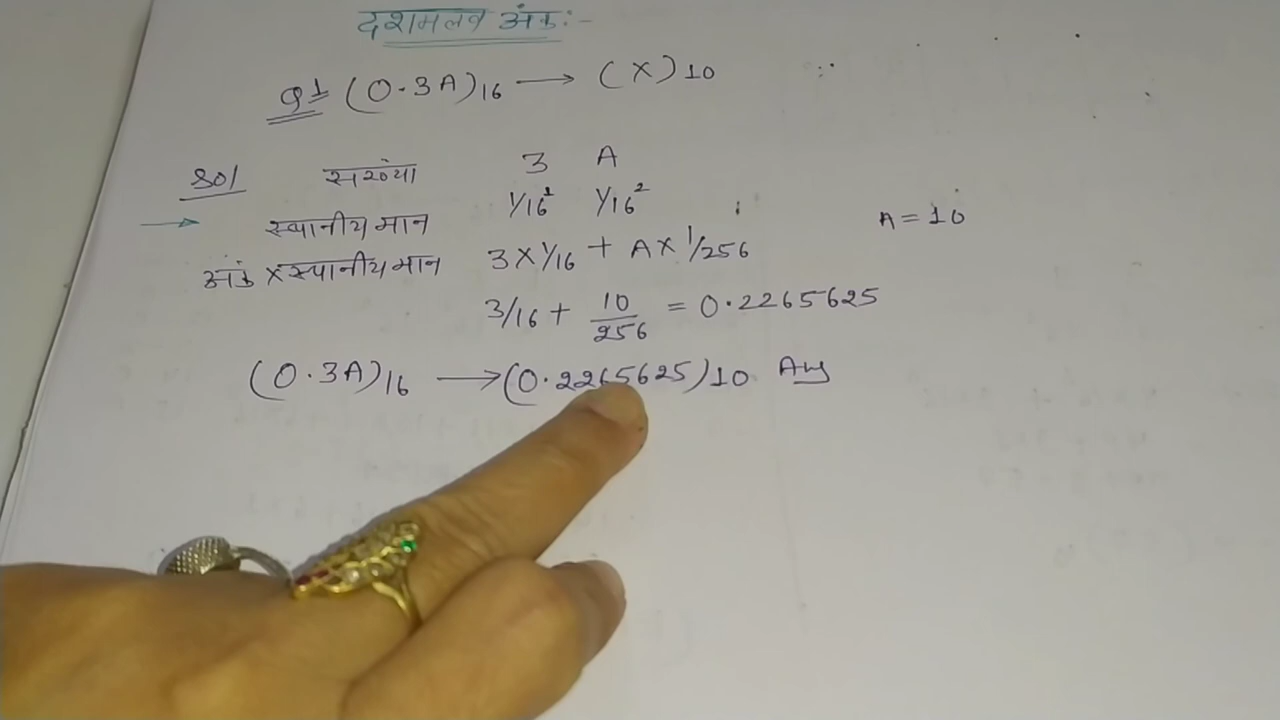 दशमलव अंक:-
Q1 (0.3A)16 → (X)10
Sol संख्या 3 A
→ स्थानीय मान 1/16¹ 1/16²
अंक × स्थानीय मान 3×1/16 + A×1/256 A=10
3/16 + 10/256 = 0.2265625
(0.3A)16 → (0.2265625)10 Ans